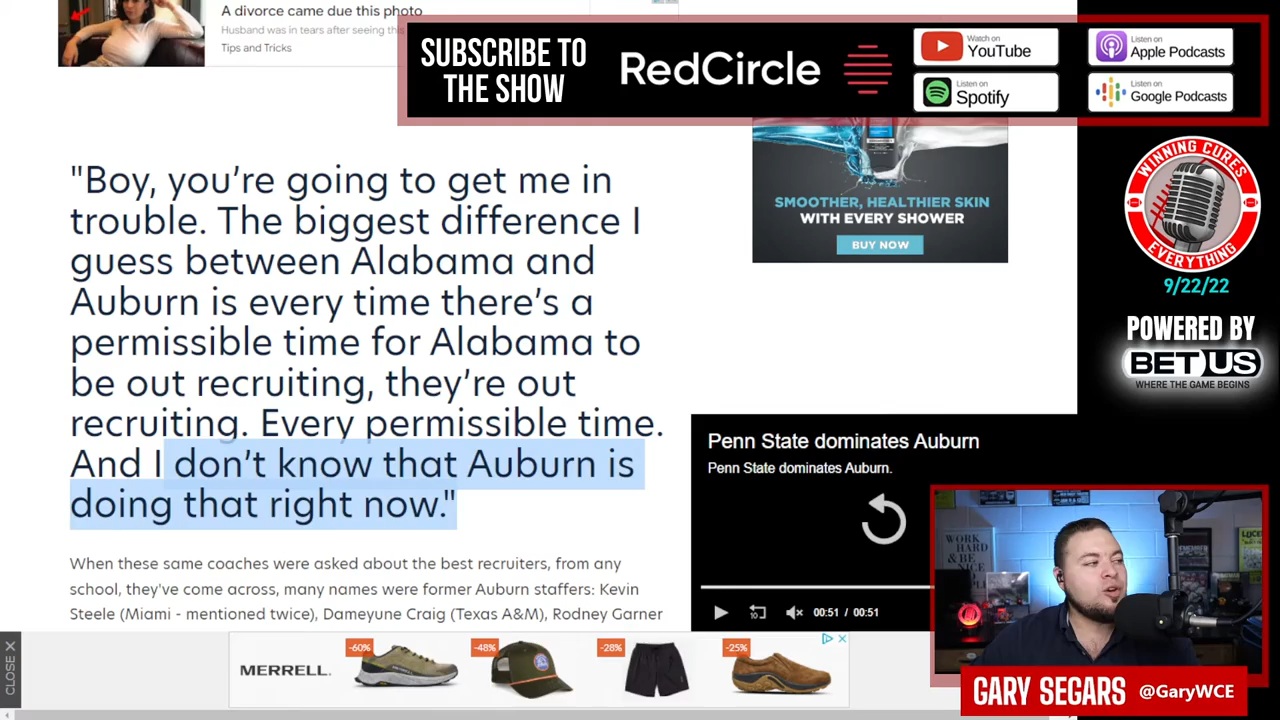 A divorce came due this photo
Husband was in tears after seeing this
Tips and Tricks
SUBSCRIBE TO
THE SHOW
RedCircle
Watch on
YouTube
Listen on
Spotify
Listen on
Apple Podcasts
Listen on
Google Podcasts
"Boy, you’re going to get me in
trouble. The biggest difference I
guess between Alabama and
Auburn is every time there’s a
permissible time for Alabama to
be out recruiting, they’re out
recruiting. Every permissible time.
And I don’t know that Auburn is
doing that right now."
When these same coaches were asked about the best recruiters, from any
school, they've come across, many names were former Auburn staffers: Kevin
Steele (Miami - mentioned twice), Dameyune Craig (Texas A&M), Rodney Garner
SMOOTHER, HEALTHIER SKIN
WITH EVERY SHOWER
BUY NOW
WINNING CURES
EVERYTHING
9/22/22
POWERED BY
BETUS
WHERE THE GAME BEGINS
Penn State dominates Auburn
Penn State dominates Auburn.
10
00:51 / 00:51
WORK
HARD &
BE NICE
CLOSE X
MERRELL
-60%
-48%
-28%
-25%
GARY SEGARS @GaryWCE